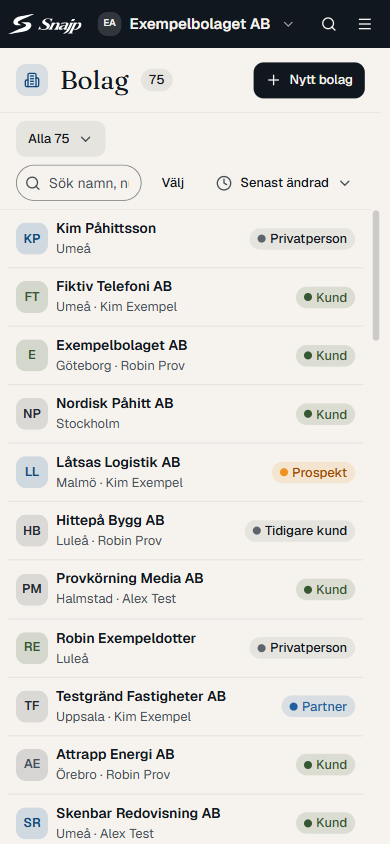 Snajp EA Exempelbolaget AB
Bolag 75 Nytt bolag
Alla 75
Sök namn, n Välj Senast ändrad
KP Kim Påhittsson Privatperson
Umeå
FT Fiktiv Telefoni AB Kund
Umeå · Kim Exempel
E Exempelbolaget AB Kund
Göteborg · Robin Prov
NP Nordisk Påhitt AB Kund
Stockholm
LL Låtsas Logistik AB Prospekt
Malmö · Kim Exempel
HB Hittepå Bygg AB Tidigare kund
Luleå · Robin Prov
PM Provkörning Media AB Kund
Halmstad · Alex Test
RE Robin Exempeldotter Privatperson
Luleå
TF Testgränd Fastigheter AB Partner
Uppsala · Kim Exempel
AE Attrapp Energi AB Kund
Örebro · Robin Prov
SR Skenbar Redovisning AB Kund
Umeå · Alex Test